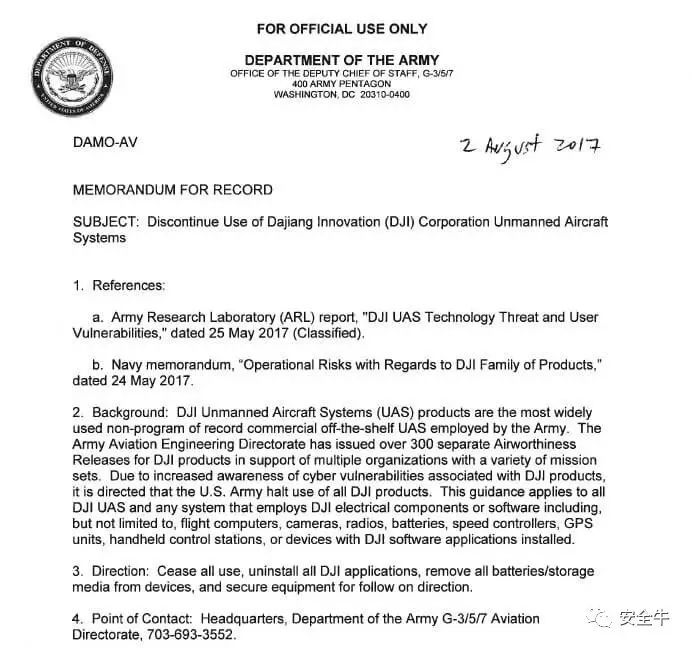 FOR OFFICIAL USE ONLY
DEPARTMENT OF THE ARMY
OFFICE OF THE DEPUTY CHIEF OF STAFF, G-3/5/7
400 ARMY PENTAGON
WASHINGTON, DC 20310-0400
DEPARTMENT OF DEFENSE
UNITED STATES OF AMERICA
DAMO-AV
2 August 2017
MEMORANDUM FOR RECORD
SUBJECT: Discontinue Use of Dajiang Innovation (DJI) Corporation Unmanned Aircraft
Systems
1. References:
a. Army Research Laboratory (ARL) report, "DJI UAS Technology Threat and User
Vulnerabilities," dated 25 May 2017 (Classified).
b. Navy memorandum, “Operational Risks with Regards to DJI Family of Products,”
dated 24 May 2017.
2. Background: DJI Unmanned Aircraft Systems (UAS) products are the most widely
used non-program of record commercial off-the-shelf UAS employed by the Army. The
Army Aviation Engineering Directorate has issued over 300 separate Airworthiness
Releases for DJI products in support of multiple organizations with a variety of mission
sets. Due to increased awareness of cyber vulnerabilities associated with DJI products,
it is directed that the U.S. Army halt use of all DJI products. This guidance applies to all
DJI UAS and any system that employs DJI electrical components or software including,
but not limited to, flight computers, cameras, radios, batteries, speed controllers, GPS
units, handheld control stations, or devices with DJI software applications installed.
3. Direction: Cease all use, uninstall all DJI applications, remove all batteries/storage
media from devices, and secure equipment for follow on direction.
4. Point of Contact: Headquarters, Department of the Army G-3/5/7 Aviation
Directorate, 703-693-3552.
安全牛